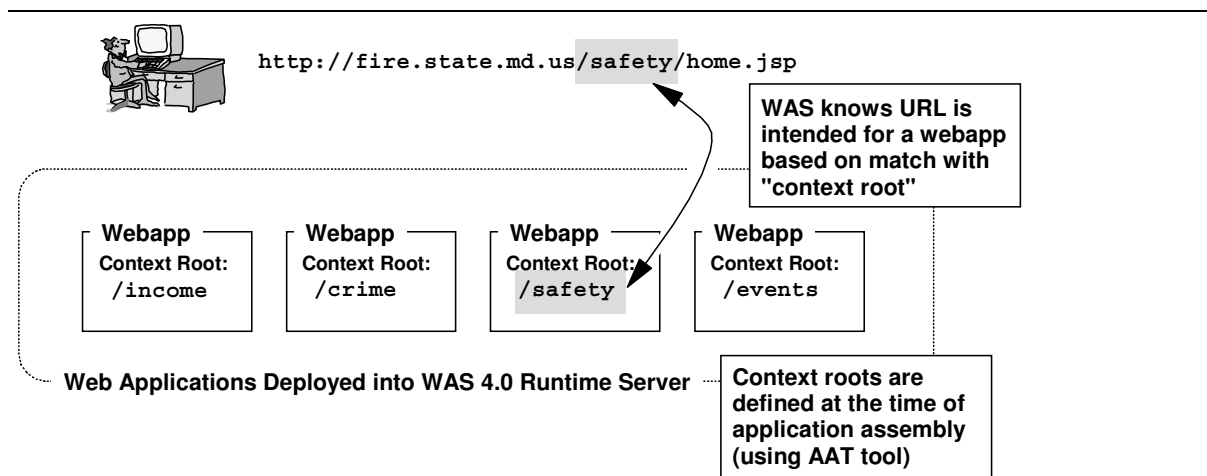 http://fire.state.md.us/safety/home.jsp
WAS knows URL is
intended for a webapp
based on match with
"context root"
Webapp
Context Root:
/income
Webapp
Context Root:
/crime
Webapp
Context Root:
/safety
Webapp
Context Root:
/events
Web Applications Deployed into WAS 4.0 Runtime Server
Context roots are
defined at the time of
application assembly
(using AAT tool)